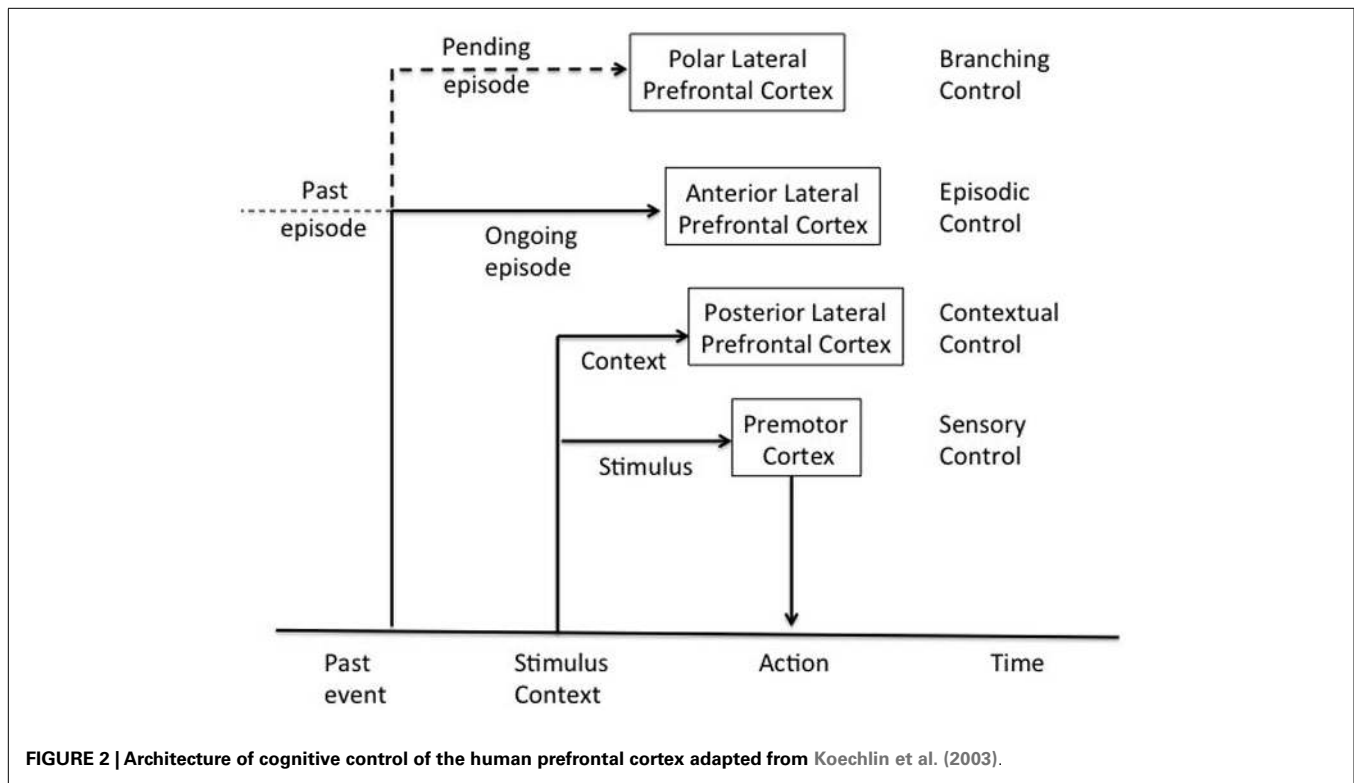 Pending
episode
Polar Lateral
Prefrontal Cortex
Branching
Control
Past
episode
Ongoing
episode
Anterior Lateral
Prefrontal Cortex
Episodic
Control
Context
Posterior Lateral
Prefrontal Cortex
Contextual
Control
Stimulus
Premotor
Cortex
Sensory
Control
Past
event
Stimulus
Context
Action
Time
FIGURE 2 | Architecture of cognitive control of the human prefrontal cortex adapted from Koechlin et al. (2003).